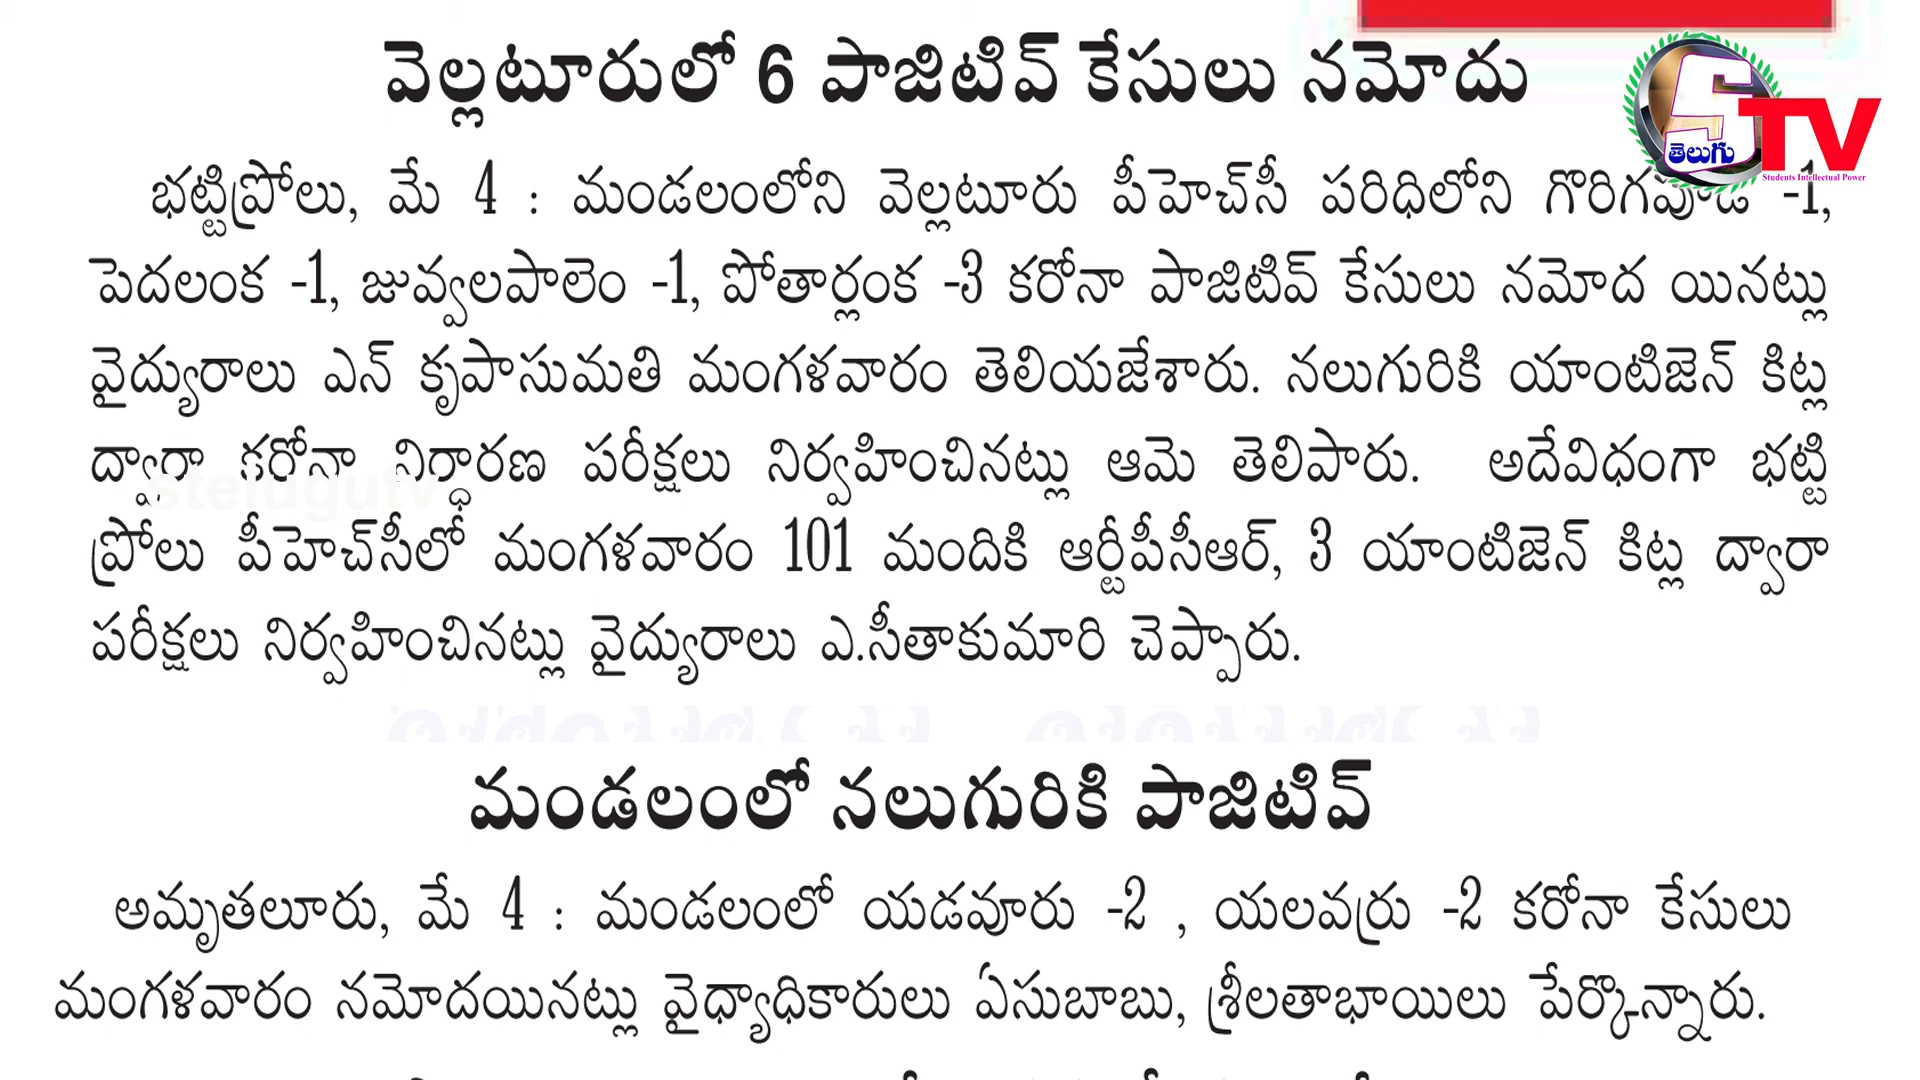 వెల్లటూరులో 6 పాజిటివ్ కేసులు నమోదు
S TV
తెలుగు
Students Intellectual Power
భట్టిప్రోలు, మే 4 : మండలంలోని వెల్లటూరు పీహెచ్‌సీ పరిధిలోని గొరిగపూడి -1,
పెదలంక -1, జువ్వలపాలెం -1, పోతార్లంక -3 కరోనా పాజిటివ్ కేసులు నమోద యినట్లు
వైద్యురాలు ఎన్ కృపాసుమతి మంగళవారం తెలియజేశారు. నలుగురికి యాంటిజెన్ కిట్ల
ద్వారా కరోనా నిర్ధారణ పరీక్షలు నిర్వహించినట్లు ఆమె తెలిపారు. అదేవిధంగా భట్టి
stelugutv
ప్రోలు పీహెచ్‌సీలో మంగళవారం 101 మందికి ఆర్టీపీసీఆర్, 3 యాంటిజెన్ కిట్ల ద్వారా
పరీక్షలు నిర్వహించినట్లు వైద్యురాలు ఎ.సీతాకుమారి చెప్పారు.
మండలంలో నలుగురికి పాజిటివ్
అమృతలూరు, మే 4 : మండలంలో యడవూరు -2 , యలవర్రు -2 కరోనా కేసులు
మంగళవారం నమోదయినట్లు వైధ్యాధికారులు ఏసుబాబు, శ్రీలతాభాయిలు పేర్కొన్నారు.